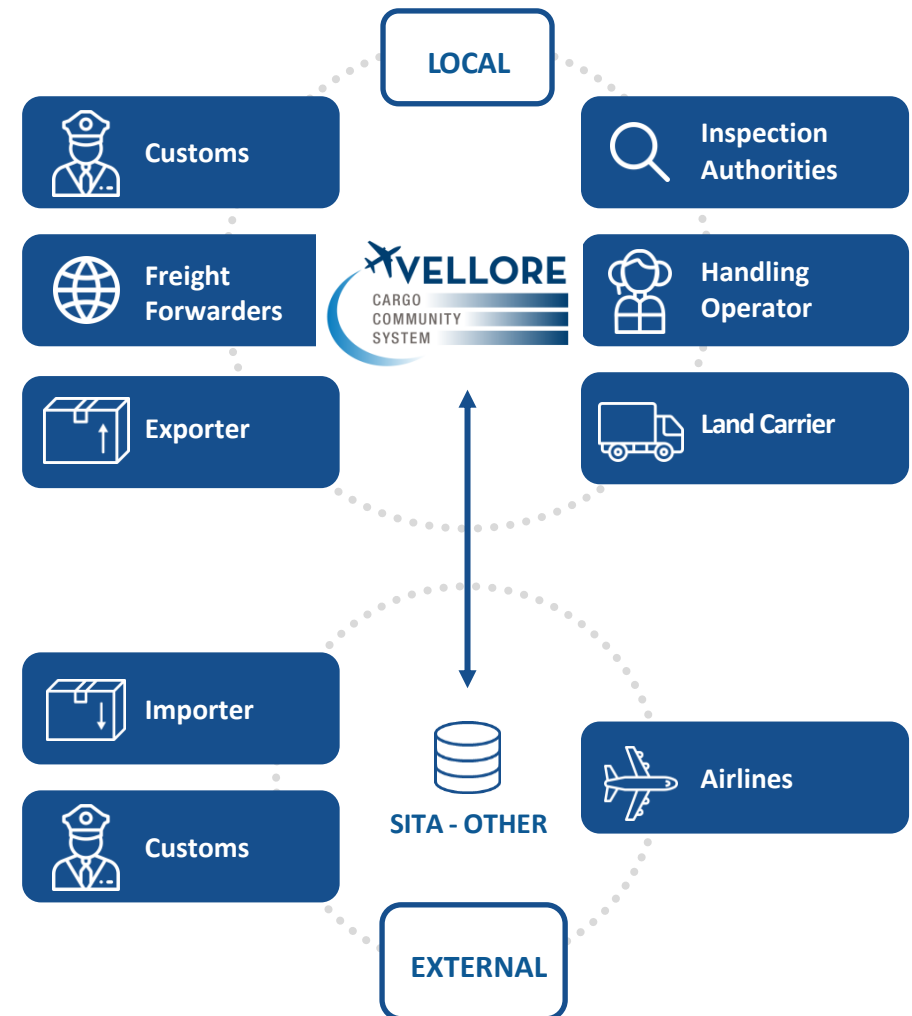 LOCAL
Customs
Inspection
Authorities
Freight
Forwarders
VELLORE
CARGO
COMMUNITY
SYSTEM
Handling
Operator
Exporter
Land Carrier
Importer
Customs
SITA - OTHER
Airlines
EXTERNAL